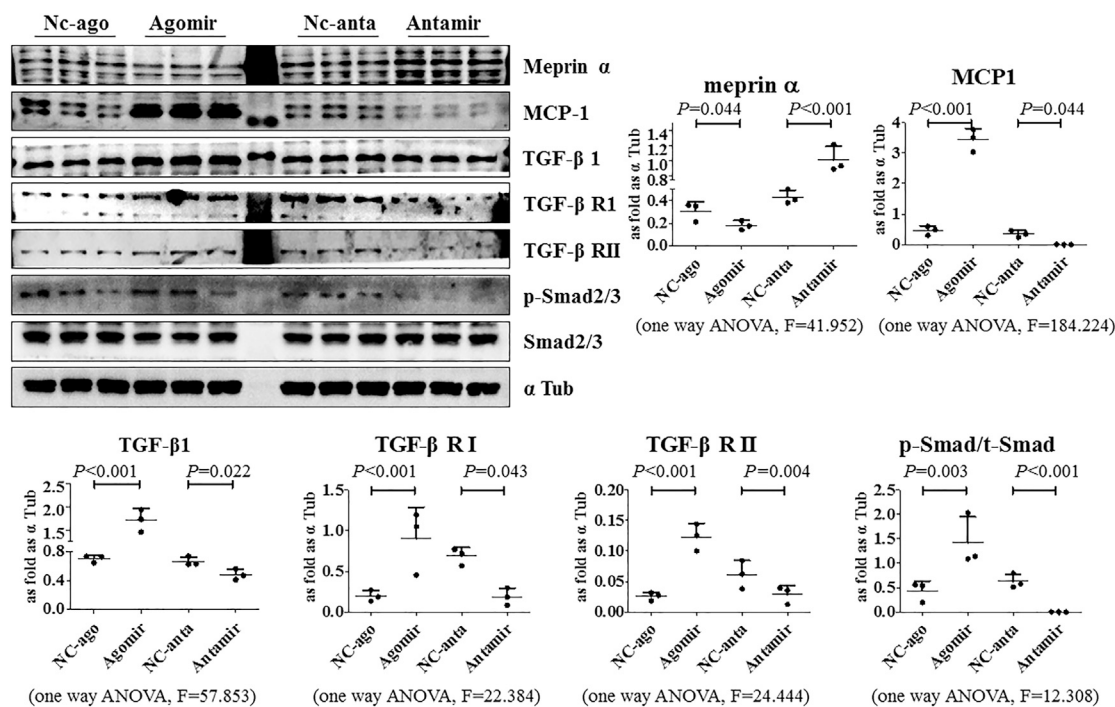 Nc-ago Agomir Nc-anta Antamir
Meprin α
MCP-1
TGF-β 1
TGF-β R1
TGF-β RII
p-Smad2/3
Smad2/3
α Tub
meprin α
P=0.044 P<0.001
as fold as α Tub
1.4
1.2
1.0
0.8
0.4
0.2
0.0
NC-ago Agomir NC-anta Antamir
(one way ANOVA, F=41.952)
MCP1
P<0.001 P=0.044
as fold as α Tub
4
3
2
1
0
NC-ago Agomir NC-anta Antamir
(one way ANOVA, F=184.224)
TGF-β1
P<0.001 P=0.022
as fold as α Tub
2.5
2.0
1.5
1.0
0.8
0.4
0.0
NC-ago Agomir NC-anta Antamir
(one way ANOVA, F=57.853)
TGF-β R I
P<0.001 P=0.043
as fold as α Tub
1.5
1.0
0.5
0.0
NC-ago Agomir NC-anta Antamir
(one way ANOVA, F=22.384)
TGF-β R II
P<0.001 P=0.004
as fold as α Tub
0.20
0.15
0.10
0.05
0.00
NC-ago Agomir NC-anta Antamir
(one way ANOVA, F=24.444)
p-Smad/t-Smad
P=0.003 P<0.001
as fold as α Tub
2.5
2.0
1.5
1.0
0.5
0.0
NC-ago Agomir NC-anta Antamir
(one way ANOVA, F=12.308)